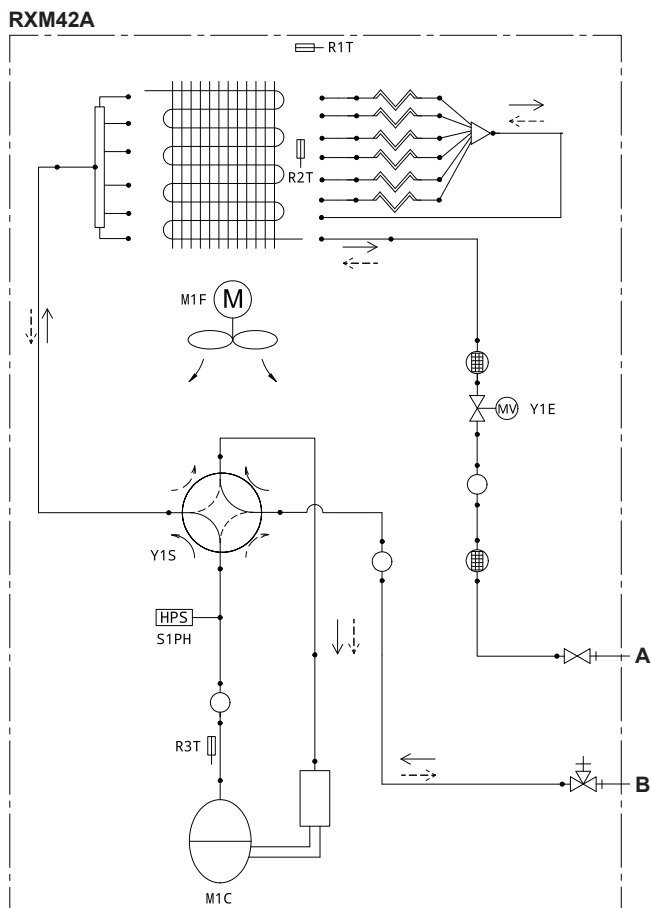 RXM42A
R1T
R2T
M1F
M
MV
Y1E
Y1S
HPS
S1PH
A
R3T
B
M1C